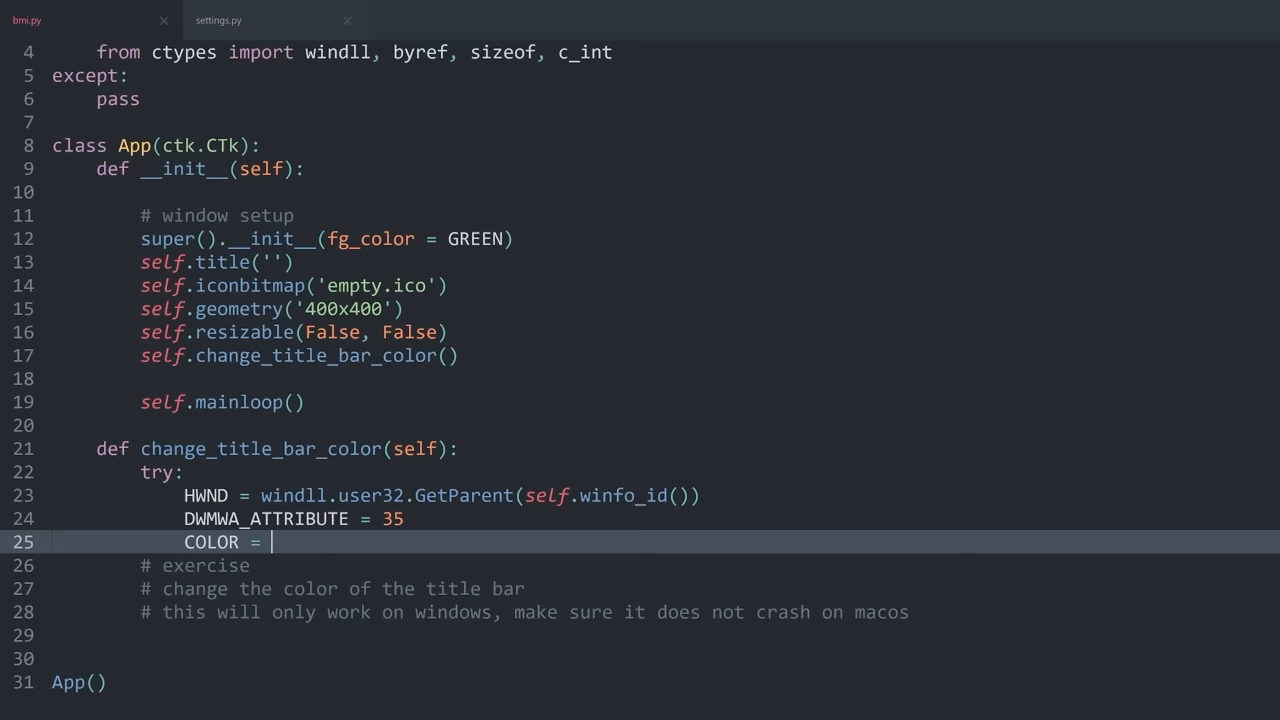 bmi.py × settings.py ×
4 from ctypes import windll, byref, sizeof, c_int
5 except:
6 pass
7
8 class App(ctk.CTk):
9 def __init__(self):
10
11 # window setup
12 super().__init__(fg_color = GREEN)
13 self.title('')
14 self.iconbitmap('empty.ico')
15 self.geometry('400x400')
16 self.resizable(False, False)
17 self.change_title_bar_color()
18
19 self.mainloop()
20
21 def change_title_bar_color(self):
22 try:
23 HWND = windll.user32.GetParent(self.winfo_id())
24 DWMWA_ATTRIBUTE = 35
25 COLOR =
26 # exercise
27 # change the color of the title bar
28 # this will only work on windows, make sure it does not crash on macos
29
30
31 App()